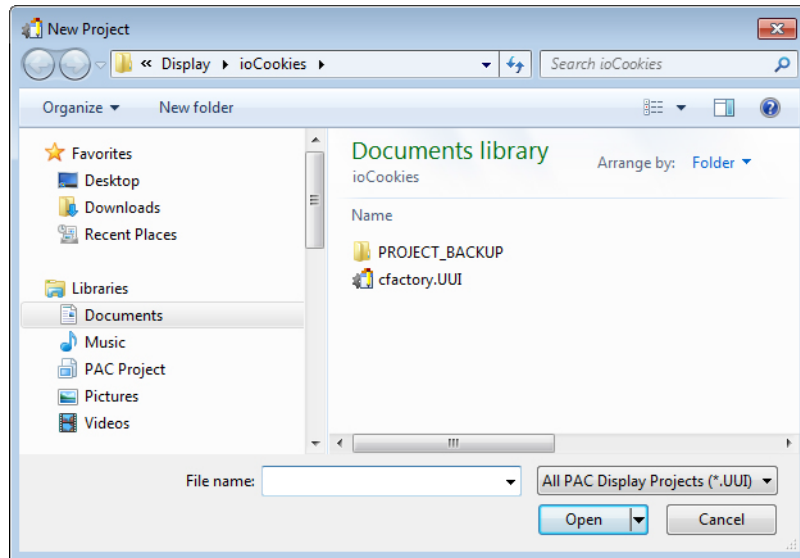 New Project
« Display ▸ ioCookies ▸
Search ioCookies
Organize
New folder
Favorites
Desktop
Downloads
Recent Places
Libraries
Documents
Music
PAC Project
Pictures
Videos
Documents library
ioCookies
Arrange by: Folder
Name
PROJECT_BACKUP
cfactory.UUI
File name:
All PAC Display Projects (*.UUI)
Open
Cancel